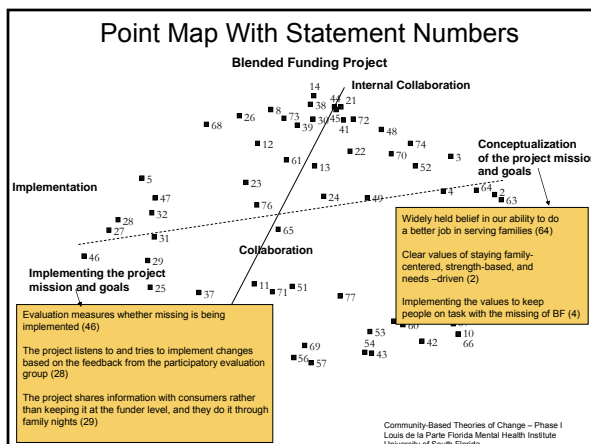 Point Map With Statement Numbers
Blended Funding Project
14
Internal Collaboration
44 21
38
8
26
73 30 45 72
68
39
41
48
12
74
22
70
3
Conceptualization
of the project mission
and goals
61
13
52
5
Implementation
23
47
4 64
2
24
49
63
32
76
28
27
65
31
Collaboration
46
29
Implementing the project
mission and goals
25
37
11
71
51
77
Widely held belief in our ability to do
a better job in serving families (64)
Clear values of staying family-
centered, strength-based, and
needs –driven (2)
Implementing the values to keep
people on task with the missing of BF (4)
Evaluation measures whether missing is being
implemented (46)
The project listens to and tries to implement changes
based on the feedback from the participatory evaluation
group (28)
The project shares information with consumers rather
than keeping it at the funder level, and they do it through
family nights (29)
53
60
10
66
69
54
43
42
56
57
Community-Based Theories of Change – Phase I
Louis de la Parte Florida Mental Health Institute
University of South Florida